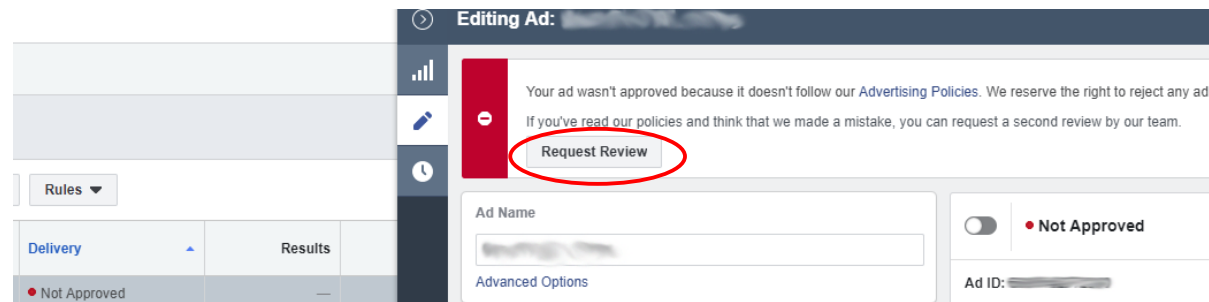 Editing Ad:
Your ad wasn't approved because it doesn't follow our Advertising Policies. We reserve the right to reject any ad
If you've read our policies and think that we made a mistake, you can request a second review by our team.
Request Review
Rules
Delivery
Results
Not Approved
—
Ad Name
Advanced Options
Not Approved
Ad ID: